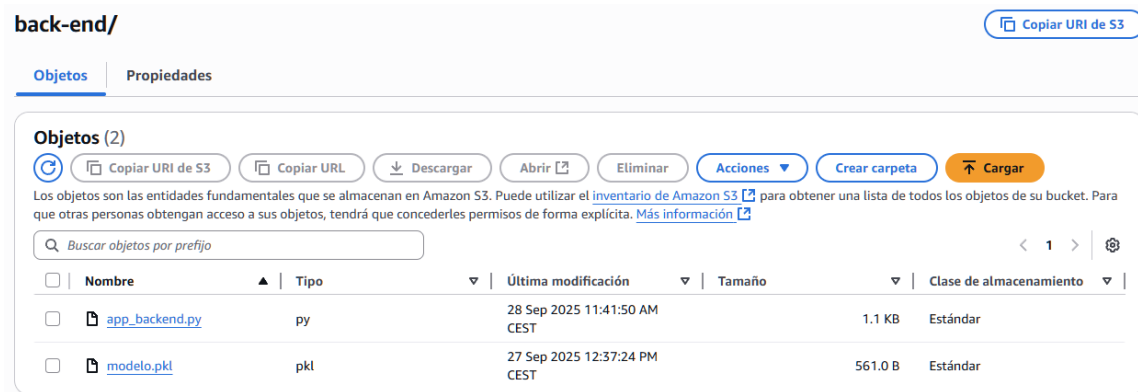 back-end/
Copiar URI de S3
Objetos
Propiedades
Objetos (2)
Copiar URI de S3
Copiar URL
Descargar
Abrir
Eliminar
Acciones
Crear carpeta
Cargar
Los objetos son las entidades fundamentales que se almacenan en Amazon S3. Puede utilizar el inventario de Amazon S3 para obtener una lista de todos los objetos de su bucket. Para
que otras personas obtengan acceso a sus objetos, tendrá que concederles permisos de forma explícita. Más información
Buscar objetos por prefijo
1
Nombre
Tipo
Última modificación
Tamaño
Clase de almacenamiento
app_backend.py
py
28 Sep 2025 11:41:50 AM
CEST
1.1 KB
Estándar
modelo.pkl
pkl
27 Sep 2025 12:37:24 PM
CEST
561.0 B
Estándar